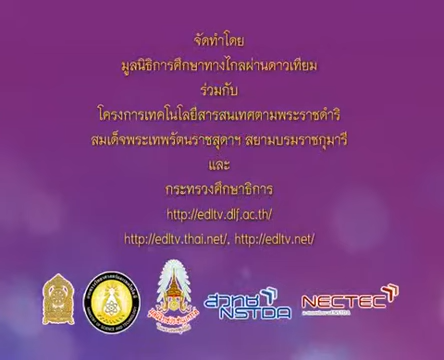 จัดทำโดย
มูลนิธิการศึกษาทางไกลผ่านดาวเทียม
ร่วมกับ
โครงการเทคโนโลยีสารสนเทศตามพระราชดำริ
สมเด็จพระเทพรัตนราชสุดาฯ สยามบรมราชกุมารี
และ
กระทรวงศึกษาธิการ
http://edltv.dlf.ac.th/
http://edltv.thai.net/, http://edltv.net/
สวทช
NSTDA
NECTEC
a member of NSTDA